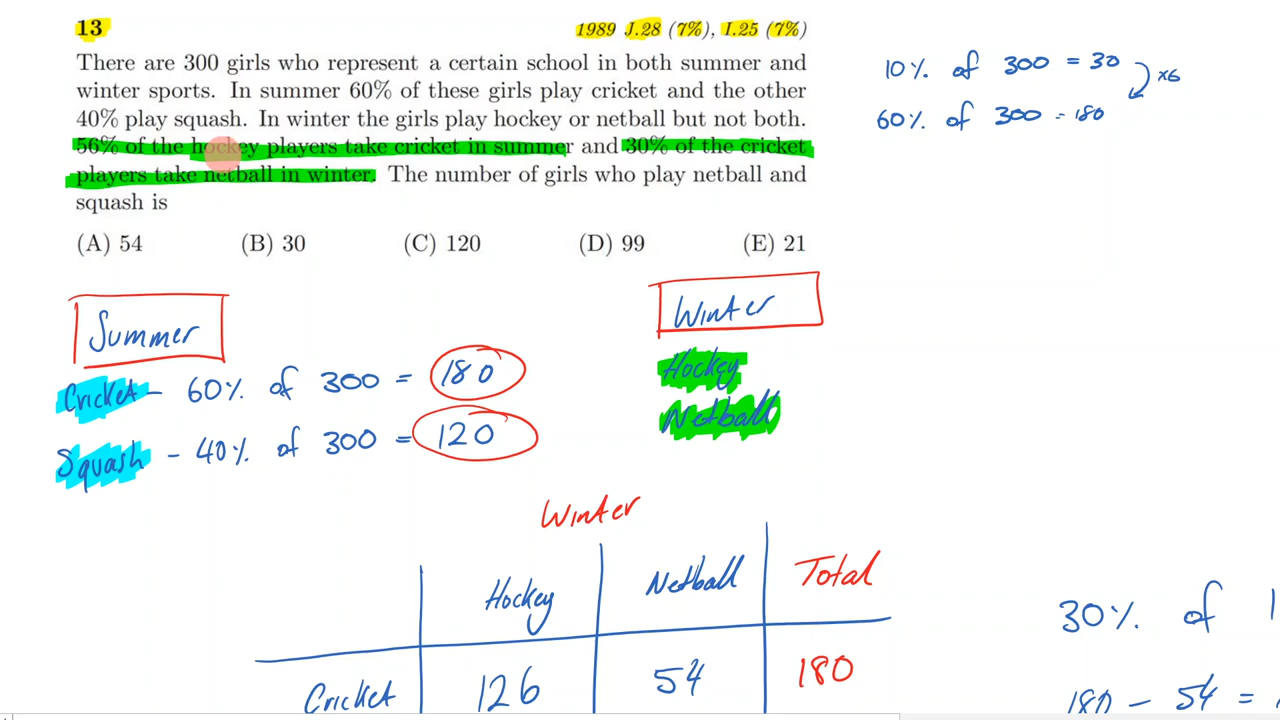 13
1989 J.28 (7%), I.25 (7%)
There are 300 girls who represent a certain school in both summer and
winter sports. In summer 60% of these girls play cricket and the other
40% play squash. In winter the girls play hockey or netball but not both.
56% of the hockey players take cricket in summer and 30% of the cricket
players take netball in winter. The number of girls who play netball and
squash is
(A) 54 (B) 30 (C) 120 (D) 99 (E) 21
10% of 300 = 30
x6
60% of 300 = 180
Summer
Cricket - 60% of 300 = 180
Squash - 40% of 300 = 120
Winter
Hockey
Netball
Winter
Hockey Netball Total
Cricket 126 54 180
30% of 1
180 - 54 =